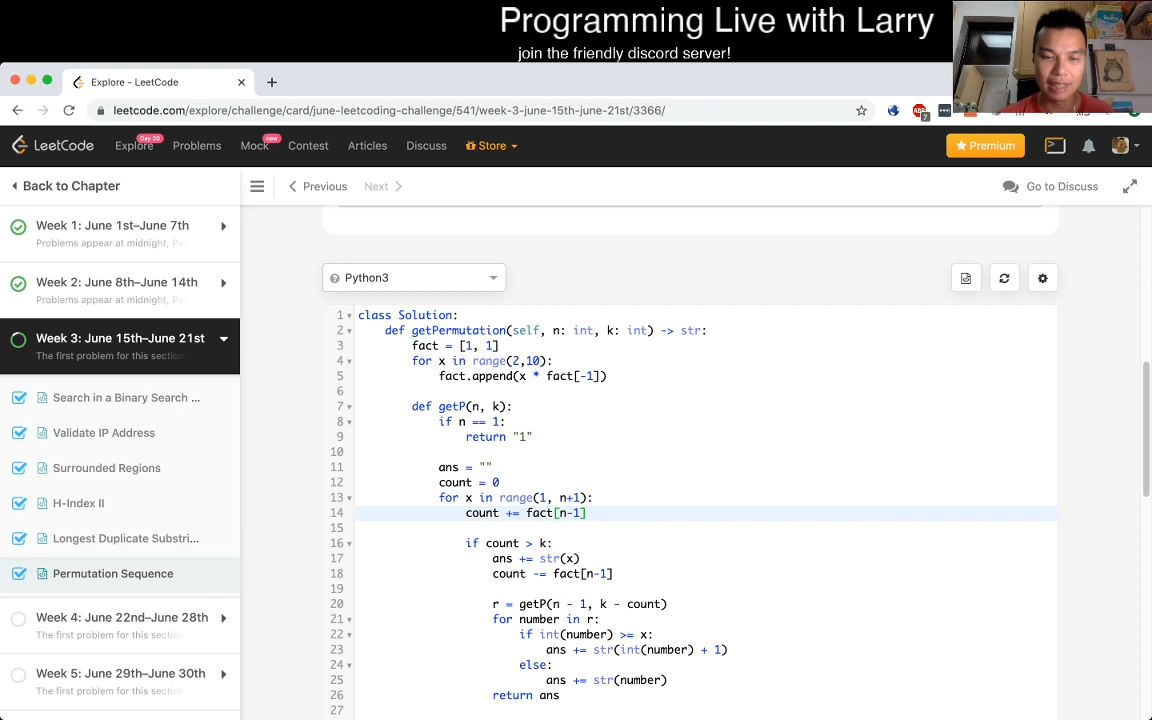 Programming Live with Larry
join the friendly discord server!
Explore - LeetCode
leetcode.com/explore/challenge/card/june-leetcoding-challenge/541/week-3-june-15th-june-21st/3366/
7
LeetCode
Explore
Day 20
Problems
Mock
new
Contest
Articles
Discuss
Store
Premium
Back to Chapter
Previous
Next
Go to Discuss
Week 1: June 1st–June 7th
Problems appear at midnight, Pa
Week 2: June 8th–June 14th
Problems appear at midnight, Pa
Week 3: June 15th–June 21st
The first problem for this section
Search in a Binary Search ...
Validate IP Address
Surrounded Regions
H-Index II
Longest Duplicate Substri...
Permutation Sequence
Week 4: June 22nd–June 28th
The first problem for this section
Week 5: June 29th–June 30th
The first problem for this section
Python3
1 class Solution:
2 def getPermutation(self, n: int, k: int) -> str:
3 fact = [1, 1]
4 for x in range(2,10):
5 fact.append(x * fact[-1])
6
7 def getP(n, k):
8 if n == 1:
9 return "1"
10
11 ans = ""
12 count = 0
13 for x in range(1, n+1):
14 count += fact[n-1]
15
16 if count > k:
17 ans += str(x)
18 count -= fact[n-1]
19
20 r = getP(n - 1, k - count)
21 for number in r:
22 if int(number) >= x:
23 ans += str(int(number) + 1)
24 else:
25 ans += str(number)
26 return ans
27